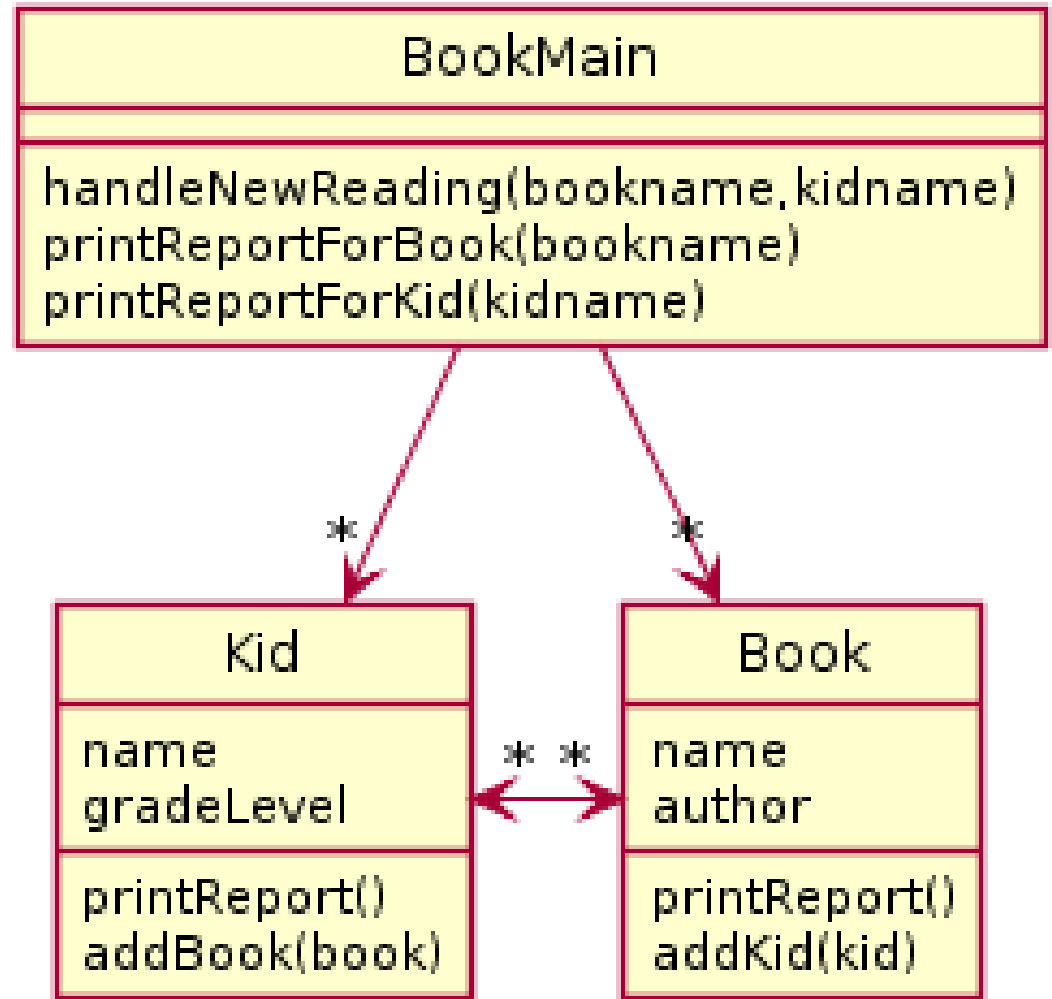 BookMain
handleNewReading(bookname,kidname)
printReportForBook(bookname)
printReportForKid(kidname)
* *
Kid
name
gradeLevel
printReport()
addBook(book)
* *
Book
name
author
printReport()
addKid(kid)